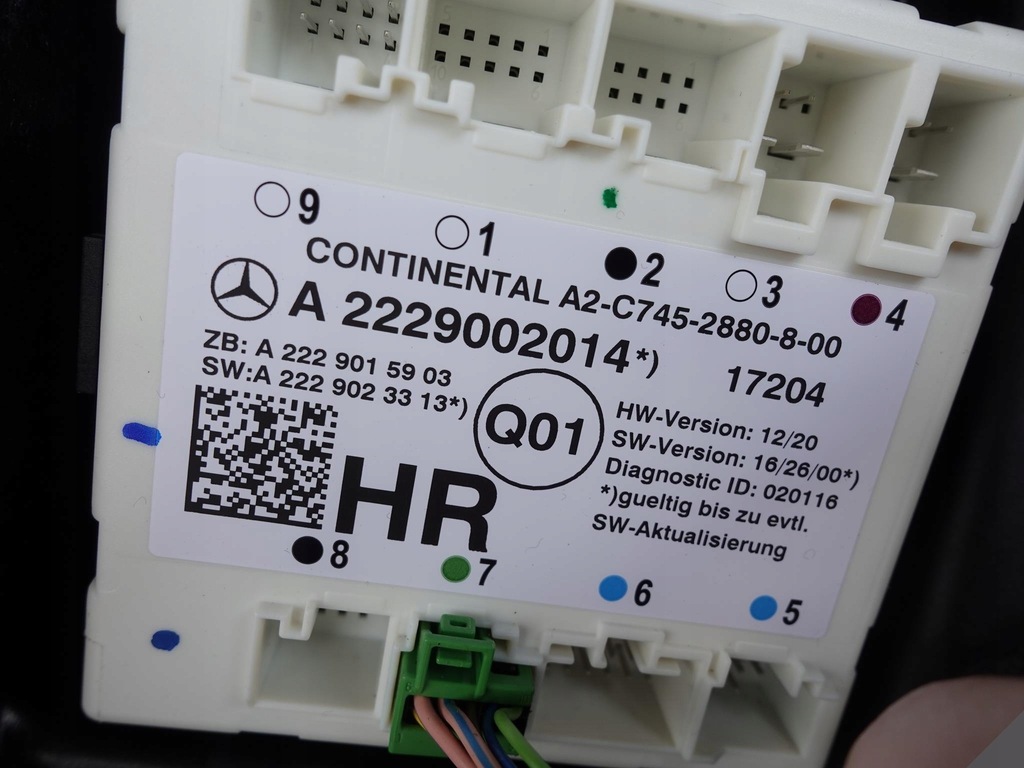 9
1
2
3
4
CONTINENTAL A2-C745-2880-8-00
A 2229002014*)
17204
ZB: A 222 901 59 03
SW:A 222 902 33 13*)
Q01
HW-Version: 12/20
SW-Version: 16/26/00*)
Diagnostic ID: 020116
*)gueltig bis zu evtl.
SW-Aktualisierung
HR
8
7
6
5